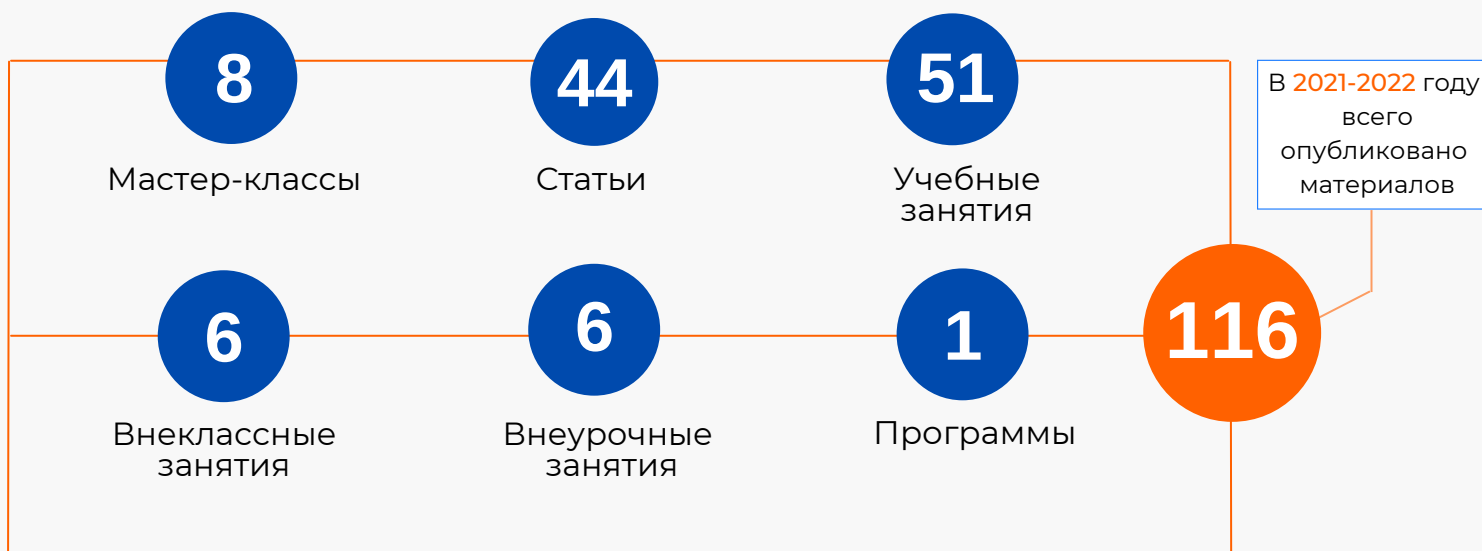 8
44
51
Мастер-классы
Статьи
Учебные
занятия
В 2021-2022 году
всего
опубликовано
материалов
6
6
1
116
Внеклассные
занятия
Внеурочные
занятия
Программы